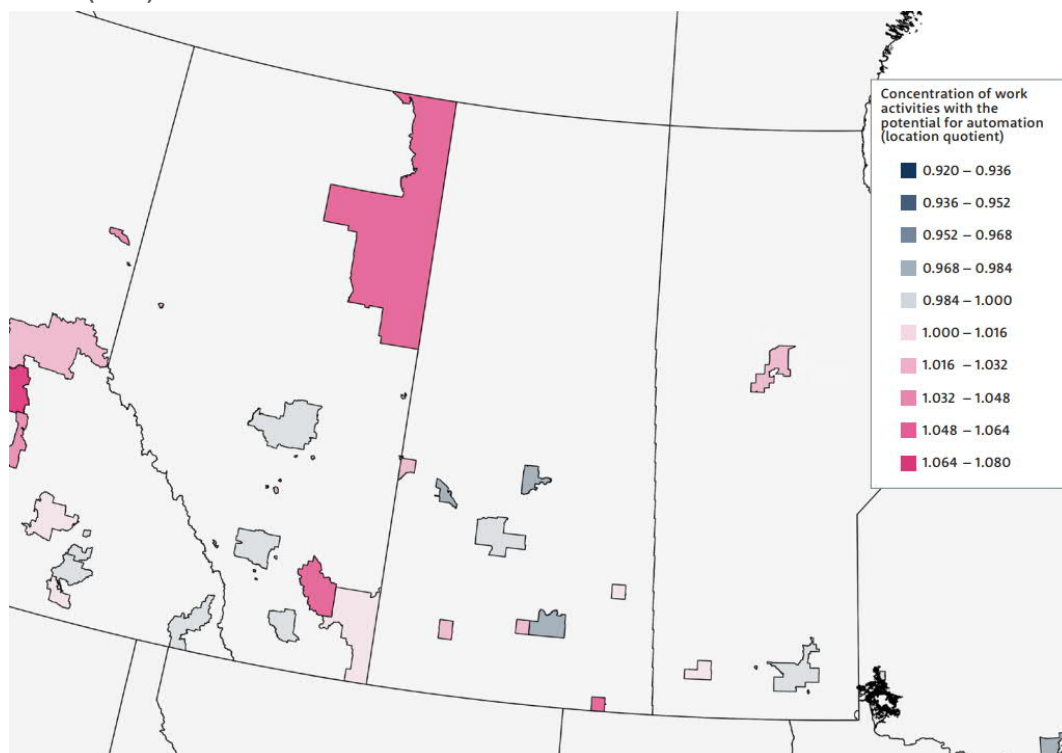 Concentration of work
activities with the
potential for automation
(location quotient)
0.920 – 0.936
0.936 – 0.952
0.952 – 0.968
0.968 – 0.984
0.984 – 1.000
1.000 – 1.016
1.016 – 1.032
1.032 – 1.048
1.048 – 1.064
1.064 – 1.080